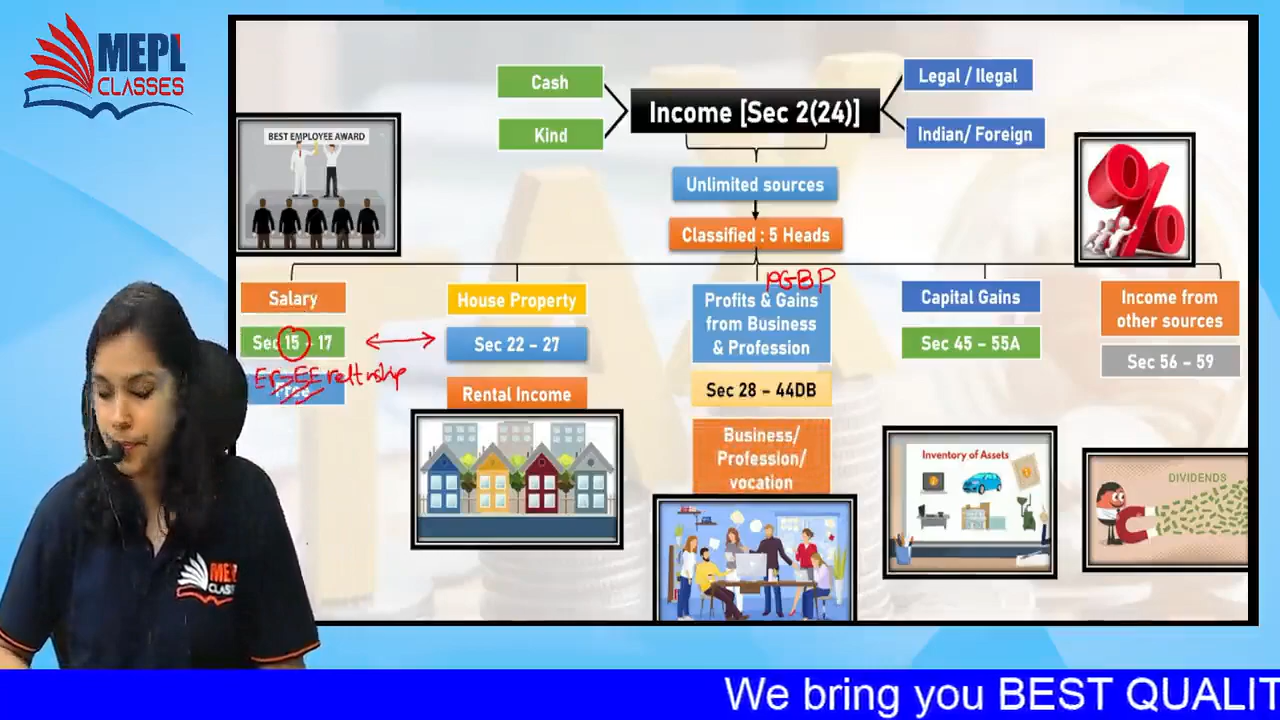 MEPL
CLASSES
Cash
Kind
Income [Sec 2(24)]
Legal / Ilegal
Indian/ Foreign
BEST EMPLOYEE AWARD
Unlimited sources
Classified : 5 Heads
PGBP
Salary
Sec 15 - 17
Er-EE
House Property
Sec 22 - 27
Rental Income
Profits & Gains
from Business
& Profession
Sec 28 - 44DB
Business/
Profession/
vocation
Capital Gains
Sec 45 - 55A
Inventory of Assets
Income from
other sources
Sec 56 - 59
DIVIDENDS
MEPL
CLASS
We bring you BEST QUALIT